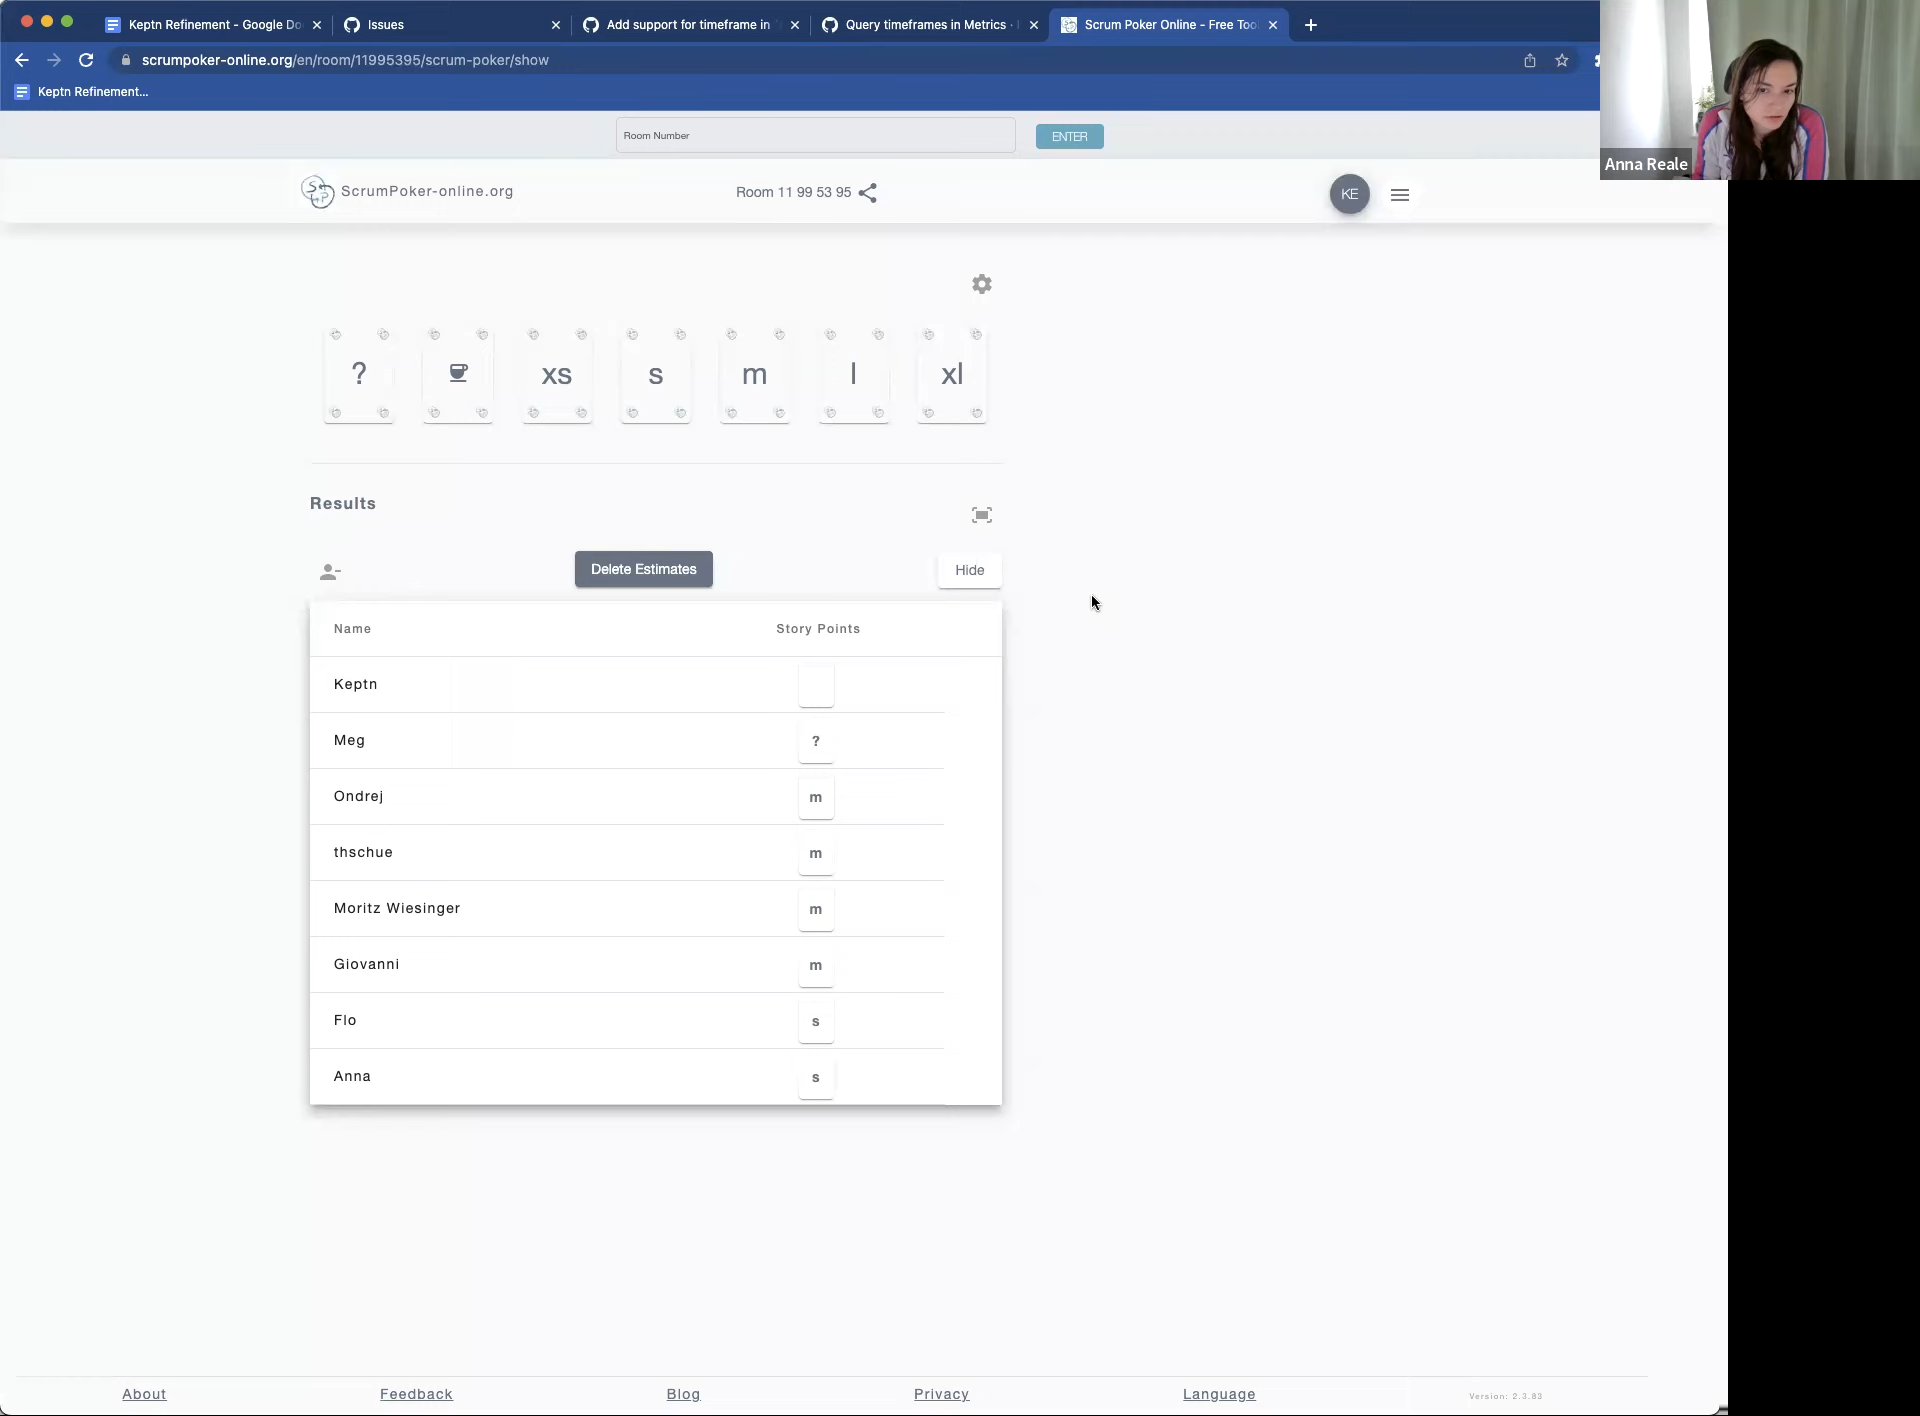 Keptn Refinement - Google Do
Issues
Add support for timeframe in
Query timeframes in Metrics ·
Scrum Poker Online - Free Too
scrumpoker-online.org/en/room/11995395/scrum-poker/show
Keptn Refinement...
Room Number
ENTER
Anna Reale
ScrumPoker-online.org
Room 11 99 53 95
KE
?
xs
s
m
l
xl
Results
Delete Estimates
Hide
Name Story Points
Keptn
Meg ?
Ondrej m
thschue m
Moritz Wiesinger m
Giovanni m
Flo s
Anna s
About
Feedback
Blog
Privacy
Language
Version: 2.3.83